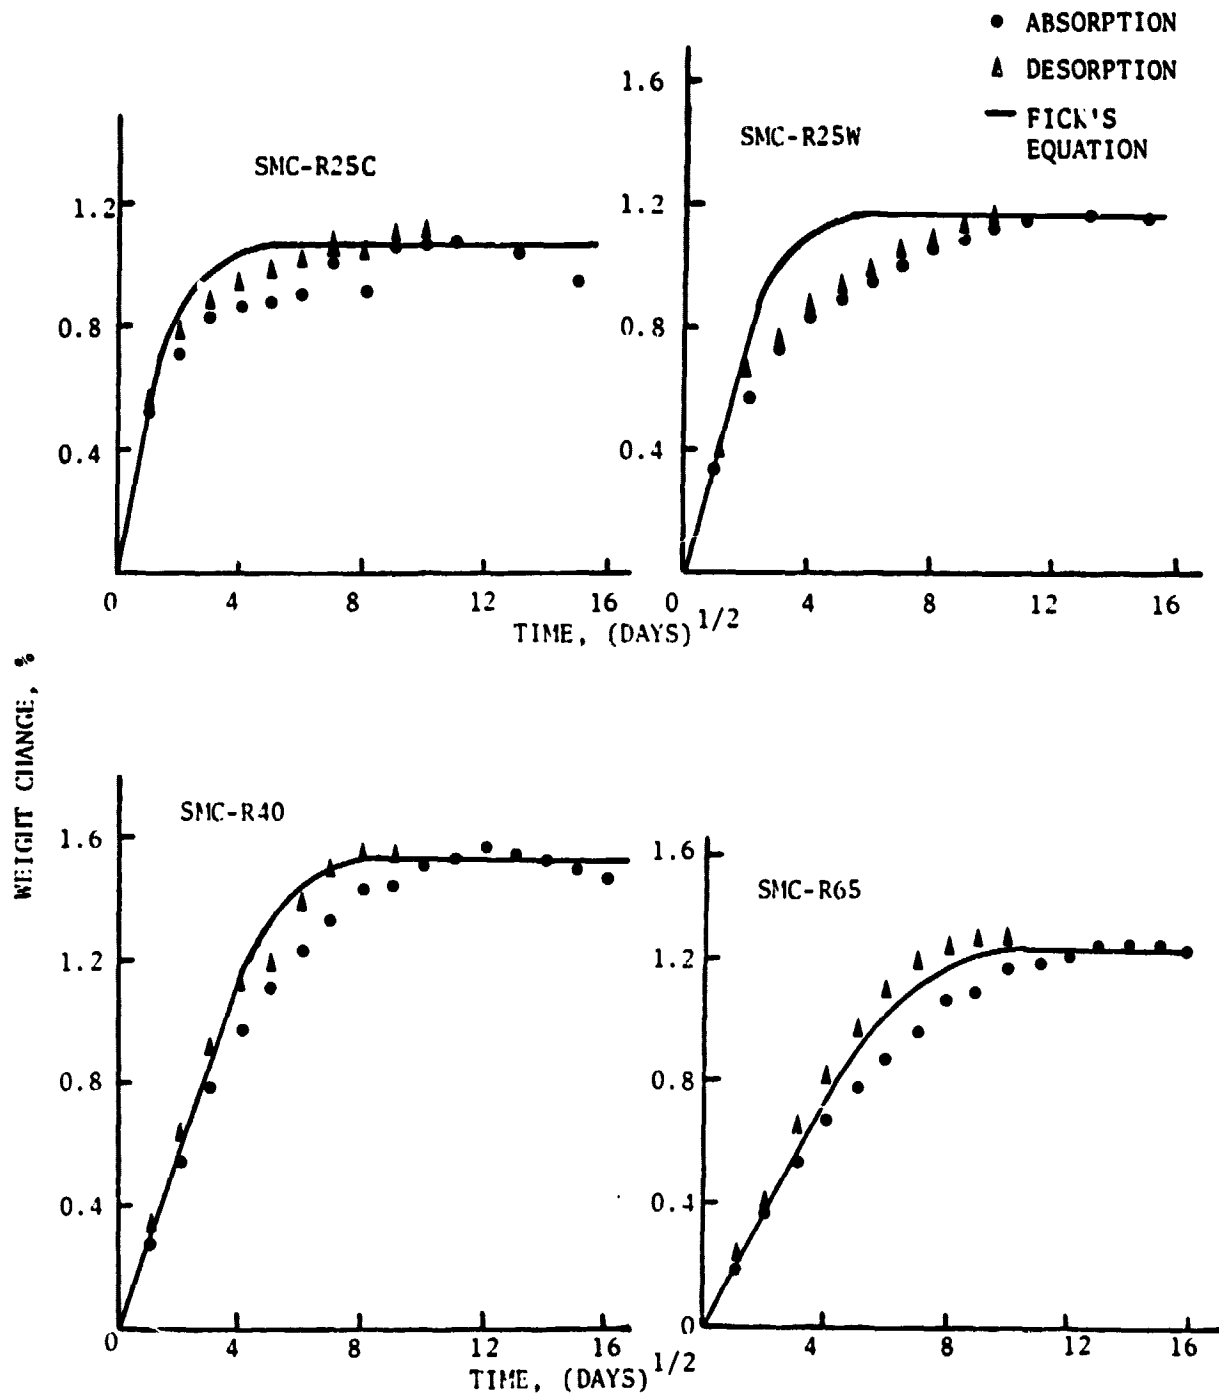 ABSORPTION
DESORPTION
FICK'S
EQUATION
SMC-R25C
1.2
0.8
0.4
0 4 8 12 16
SMC-R25W
1.6
1.2
0.8
0.4
0 4 8 12 16
TIME, (DAYS) 1/2
WEIGHT CHANGE, %
SMC-R40
1.6
1.2
0.8
0.4
0 4 8 12 16
SMC-R65
1.6
1.2
0.8
0.4
0
4 8 12 16
TIME, (DAYS) 1/2